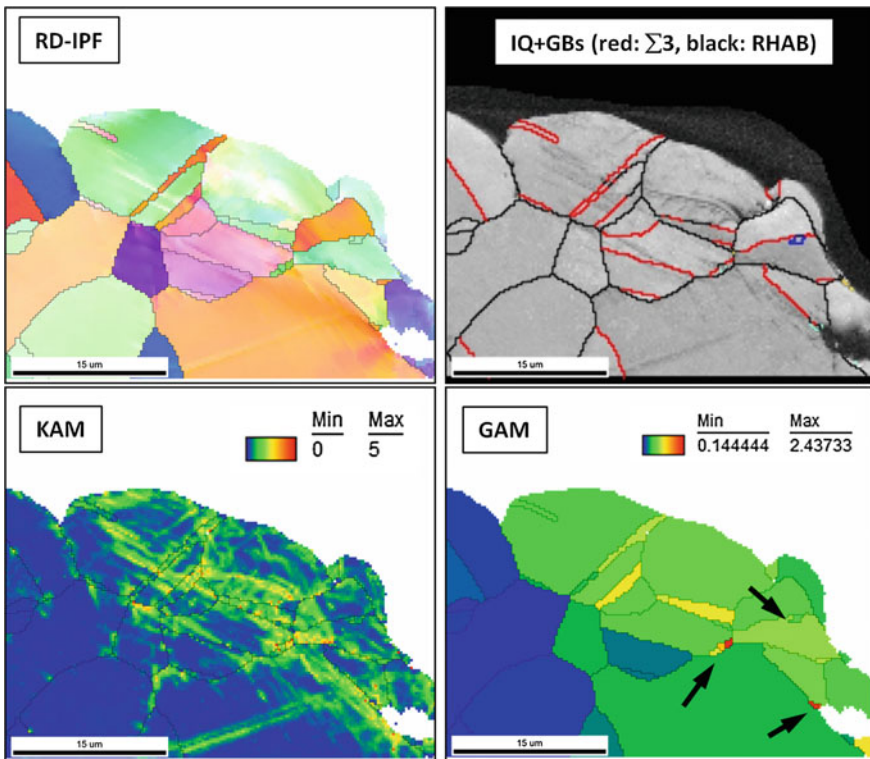 RD-IPF
IQ+GBs (red: ∑3, black: RHAB)
15 um
15 um
KAM
Min Max
0 5
GAM
Min Max
0.144444 2.43733
15 um
15 um